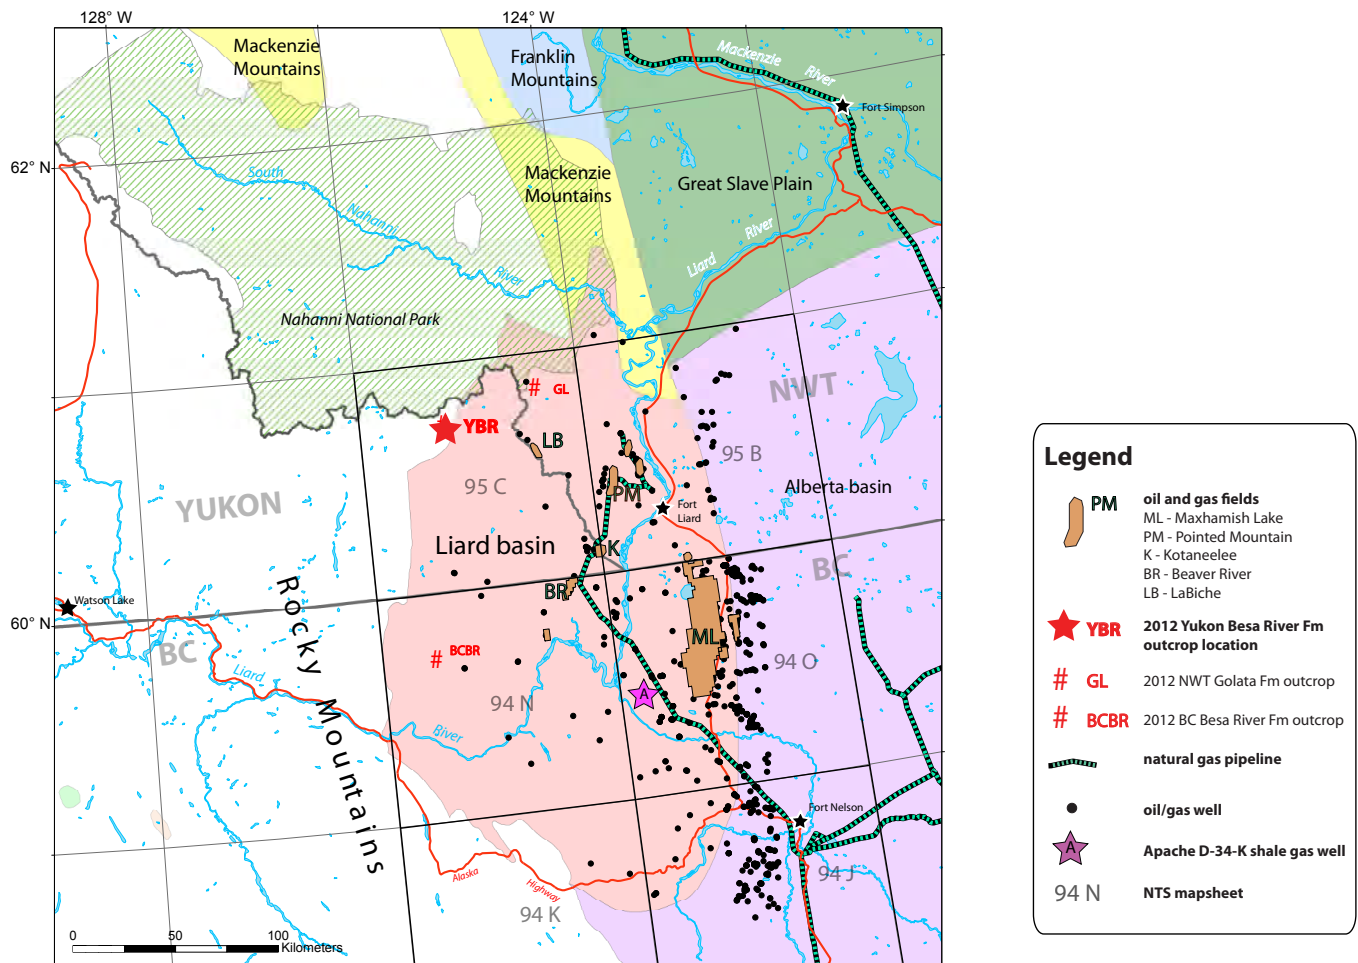 128° W
124° W
Mackenzie
Mountains
Franklin
Mountains
Mackenzie
River
Fort Simpson
62° N
South
Nahanni
River
Mackenzie
Mountains
Great Slave Plain
Liard
River
Nahanni National Park
NWT
# GL
YBR
LB
95 C
95 B
PM
Alberta basin
YUKON
Fort
Liard
Liard basin
K
BC
BR
Watson Lake
60° N
Rocky Mountains
ML
BC
# BCBR
94 O
Liard
A
94 N
River
Fort Nelson
Alaska
Highway
94 J
94 K
0 50 100
Kilometers
Legend
PM
oil and gas fields
ML - Maxhamish Lake
PM - Pointed Mountain
K - Kotaneelee
BR - Beaver River
LB - LaBiche
YBR 2012 Yukon Besa River Fm
outcrop location
# GL 2012 NWT Golata Fm outcrop
# BCBR 2012 BC Besa River Fm outcrop
natural gas pipeline
oil/gas well
A Apache D-34-K shale gas well
94 N NTS mapsheet